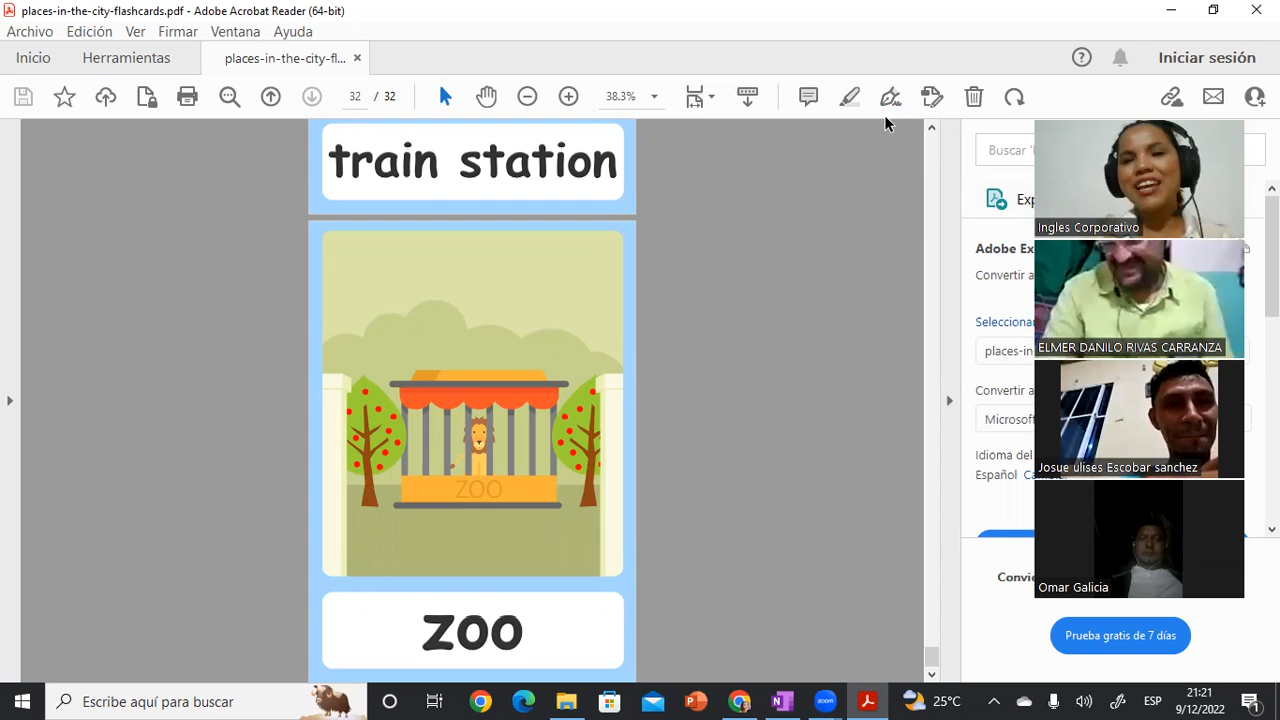 places-in-the-city-flashcards.pdf - Adobe Acrobat Reader (64-bit)
Archivo Edición Ver Firmar Ventana Ayuda
Inicio Herramientas places-in-the-city-fl... × Iniciar sesión
32 / 32 38.3%
train station
ZOO
zoo
Buscar
Adobe
Convertir a
Seleccionar
places-in
Convertir a
Microsoft
Idioma del
Español
Prueba gratis de 7 días
Ingles Corporativo
ELMER DANILO RIVAS CARRANZA
Josue ulises Escobar sanchez
Omar Galicia
Escribe aquí para buscar
zoom
25°C
ESP
21:21
9/12/2022